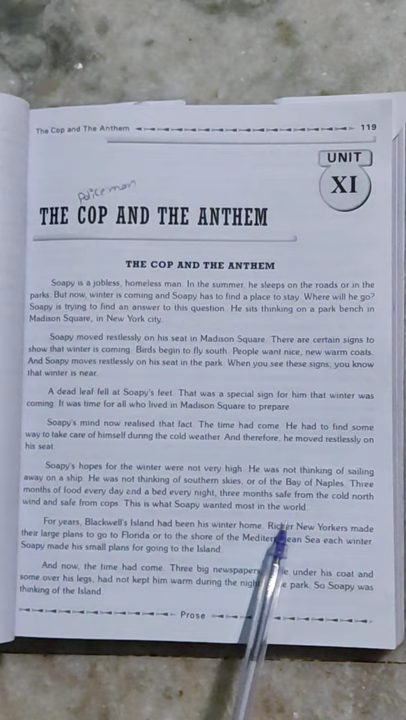 The Cop and The Anthem 119
UNIT
XI
Policeman
THE COP AND THE ANTHEM
THE COP AND THE ANTHEM
Soapy is a jobless, homeless man. In the summer, he sleeps on the roads or in the
parks. But now, winter is coming and Soapy has to find a place to stay. Where will he go?
Soapy is trying to find an answer to this question. He sits thinking on a park bench in
Madison Square, in New York city.
Soapy moved restlessly on his seat in Madison Square. There are certain signs to
show that winter is coming. Birds begin to fly south. People want nice, new warm coats.
And Soapy moves restlessly on his seat in the park. When you see these signs, you know
that winter is near.
A dead leaf fell at Soapy's feet. That was a special sign for him that winter was
coming. It was time for all who lived in Madison Square to prepare.
Soapy's mind now realised that fact. The time had come. He had to find some
way to take care of himself during the cold weather. And therefore, he moved restlessly on
his seat.
Soapy's hopes for the winter were not very high. He was not thinking of sailing
away on a ship. He was not thinking of southern skies, or of the Bay of Naples. Three
months of food every day and a bed every night, three months safe from the cold north
wind and safe from cops. This is what Soapy wanted most in the world.
For years, Blackwell's Island had been his winter home. Richer New Yorkers made
their large plans to go to Florida or to the shore of the Mediterranean Sea each winter.
Soapy made his small plans for going to the Island.
And now, the time had come. Three big newspapers, under his coat and
some over his legs, had not kept him warm during the night park. So Soapy was
thinking of the Island.
Prose